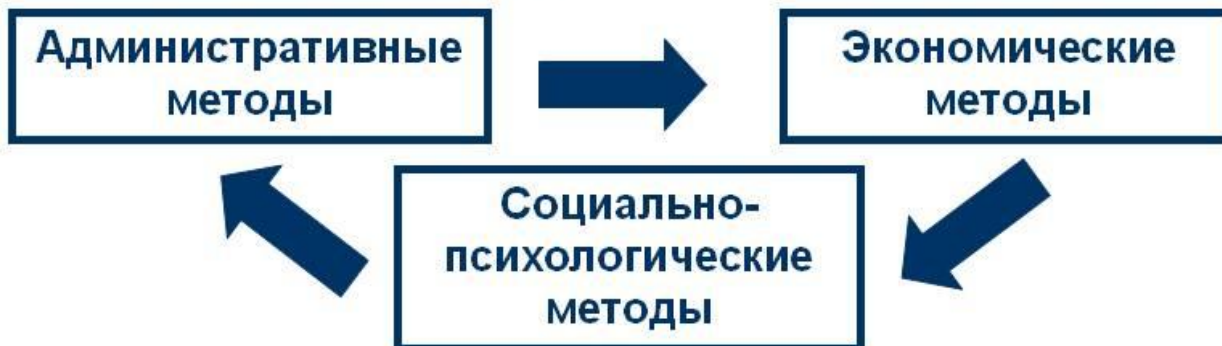 Административные
методы
Экономические
методы
Социально-
психологические
методы